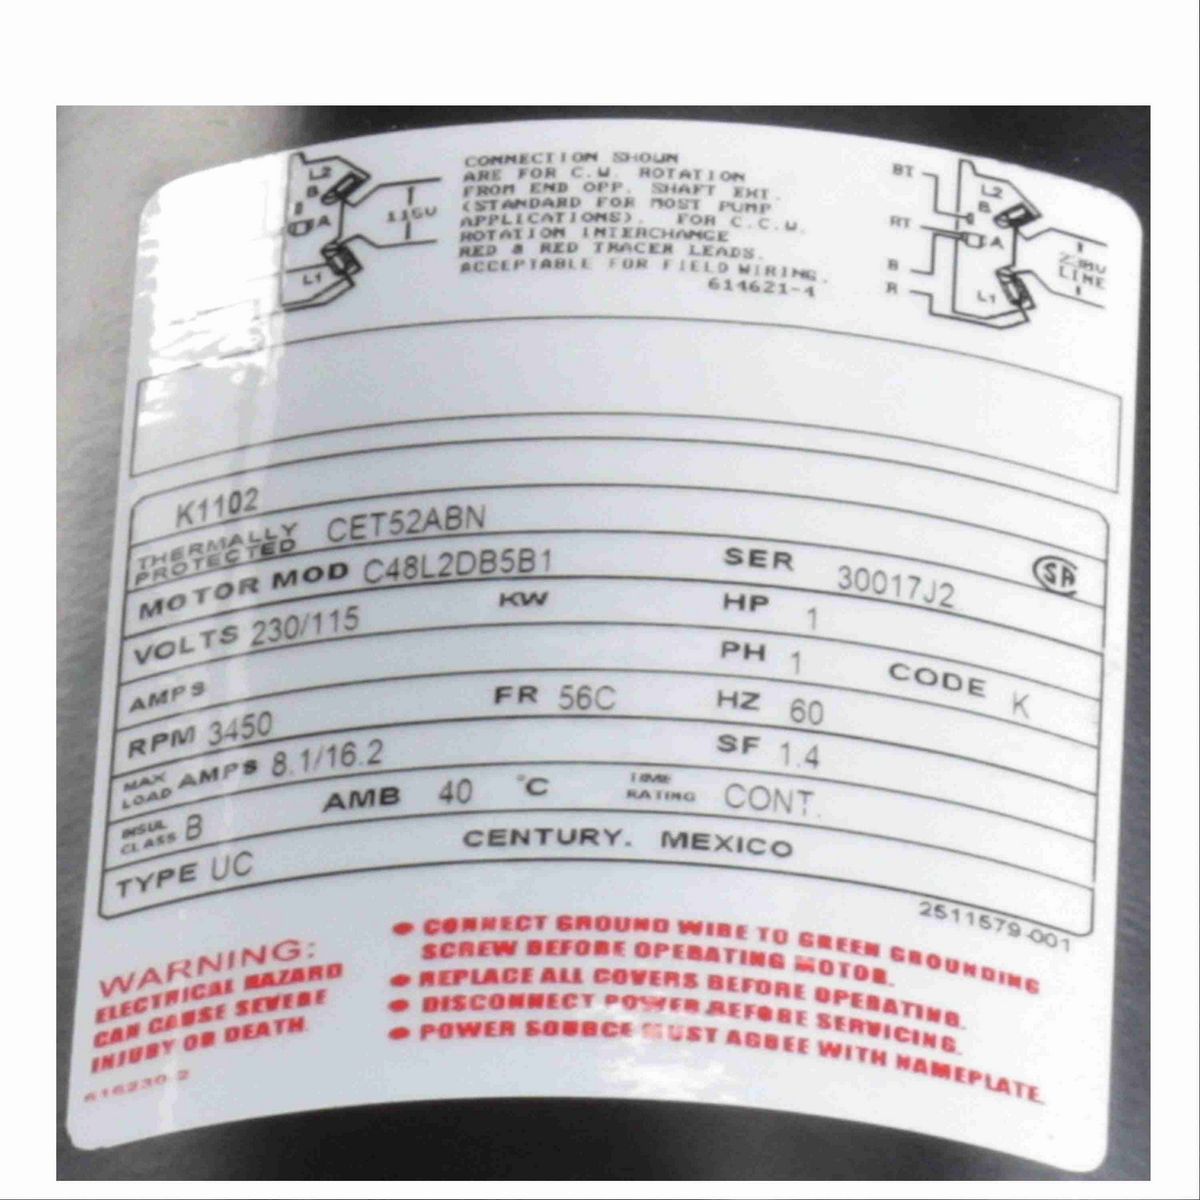 CONNECTION SHOWN
ARE FOR C.W. ROTATION
FROM END OPP. SHAFT EXT.
(STANDARD FOR MOST PUMP
APPLICATIONS). FOR C.C.W.
ROTATION INTERCHANGE
RED & RED TRACER LEADS.
ACCEPTABLE FOR FIELD WIRING.
614621-4
L2
B
A
L1
115V
BT
RT
B
R
L2
B
A
L1
230V
LINE
K1102
THERMALLY PROTECTED CET52ABN
MOTOR MOD C48L2DB5B1 SER 30017J2
VOLTS 230/115 KW HP 1
AMPS PH 1 CODE K
RPM 3450 FR 56C HZ 60
MAX LOAD AMPS 8.1/16.2 SF 1.4
INSUL CLASS B AMB 40 °C TIME RATING CONT.
TYPE UC CENTURY. MEXICO
2511579-001
WARNING:
ELECTRICAL HAZARD
CAN CAUSE SEVERE
INJURY OR DEATH.
616230-2
• CONNECT GROUND WIRE TO GREEN GROUNDING
SCREW BEFORE OPERATING MOTOR.
• REPLACE ALL COVERS BEFORE OPERATING.
• DISCONNECT POWER BEFORE SERVICING.
• POWER SOURCE MUST AGREE WITH NAMEPLATE.